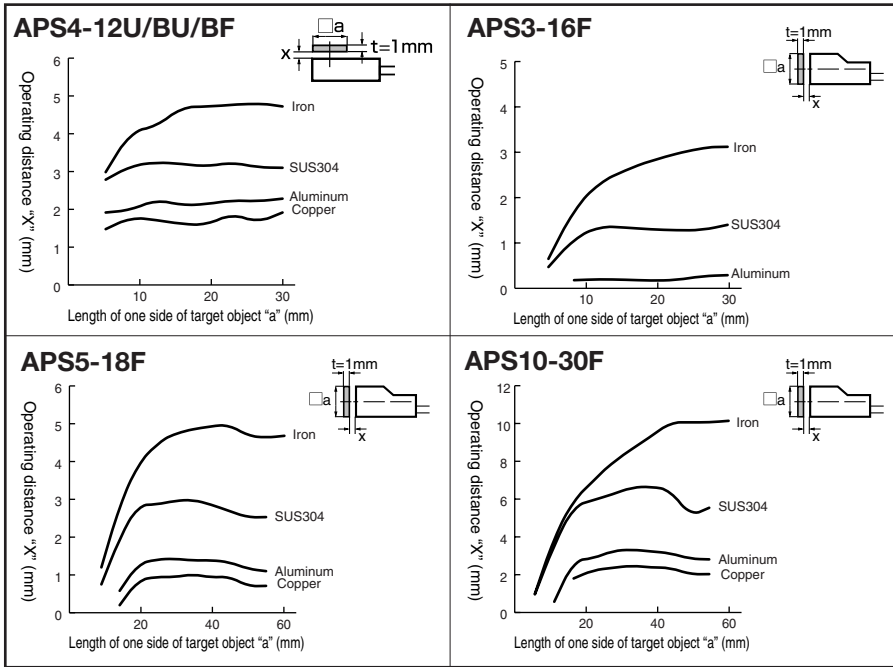 APS4-12U/BU/BF
□a
t=1mm
x
Operating distance "X" (mm)
6
5
4
3
2
1
0
10
20
30
Iron
SUS304
Aluminum
Copper
Length of one side of target object "a" (mm)
APS3-16F
t=1mm
□a
x
Operating distance "X" (mm)
5
4
3
2
1
0
10
20
30
Iron
SUS304
Aluminum
Length of one side of target object "a" (mm)
APS5-18F
t=1mm
□a
x
Operating distance "X" (mm)
6
5
4
3
2
1
0
20
40
60
Iron
SUS304
Aluminum
Copper
Length of one side of target object "a" (mm)
APS10-30F
t=1mm
□a
x
Operating distance "X" (mm)
12
10
8
6
4
2
0
20
40
60
Iron
SUS304
Aluminum
Copper
Length of one side of target object "a" (mm)